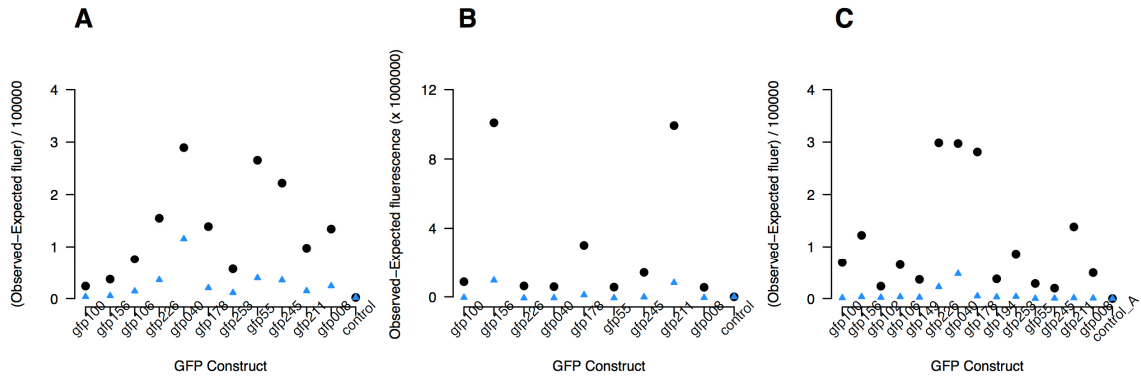 A
(Observed−Expected fluer) / 100000
4
3
2
1
0
gfp100
gfp156
gfp106
gfp226
gfp040
gfp178
gfp253
gfp55
gfp245
gfp211
gfp008
control
GFP Construct
B
Observed−Expected fluerescence (x 1000000)
12
8
4
0
gfp100
gfp156
gfp226
gfp040
gfp178
gfp55
gfp245
gfp211
gfp008
control
GFP Construct
C
(Observed−Expected fluer) / 100000
4
3
2
1
0
gfp100
gfp156
gfp102
gfp106
gfp149
gfp226
gfp040
gfp178
gfp194
gfp253
gfp55
gfp245
gfp211
gfp008
control_A
GFP Construct